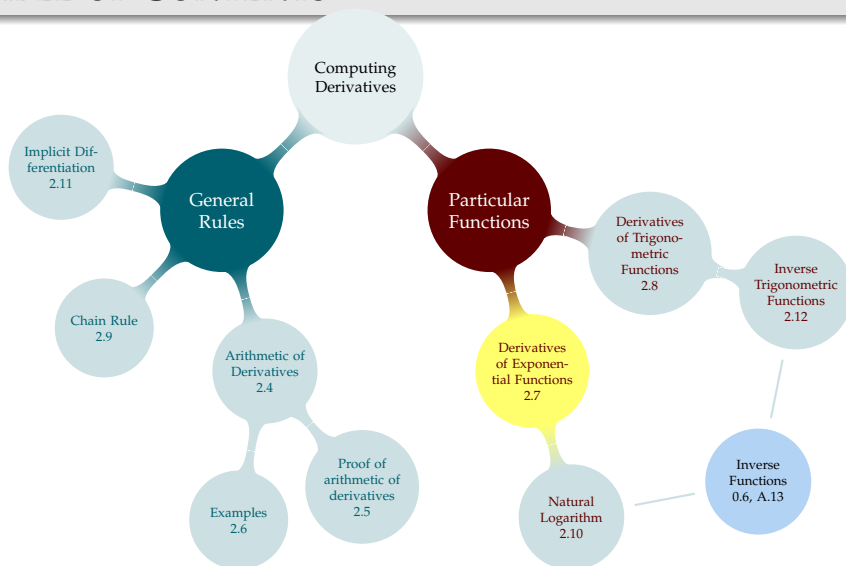 Computing
Derivatives
Implicit Dif-
ferentiation
2.11
General
Rules
Particular
Functions
Derivatives
of Trigono-
metric
Functions
2.8
Inverse
Trigonometric
Functions
2.12
Chain Rule
2.9
Arithmetic of
Derivatives
2.4
Derivatives
of Exponen-
tial Functions
2.7
Proof of
arithmetic of
derivatives
2.5
Examples
2.6
Natural
Logarithm
2.10
Inverse
Functions
0.6, A.13